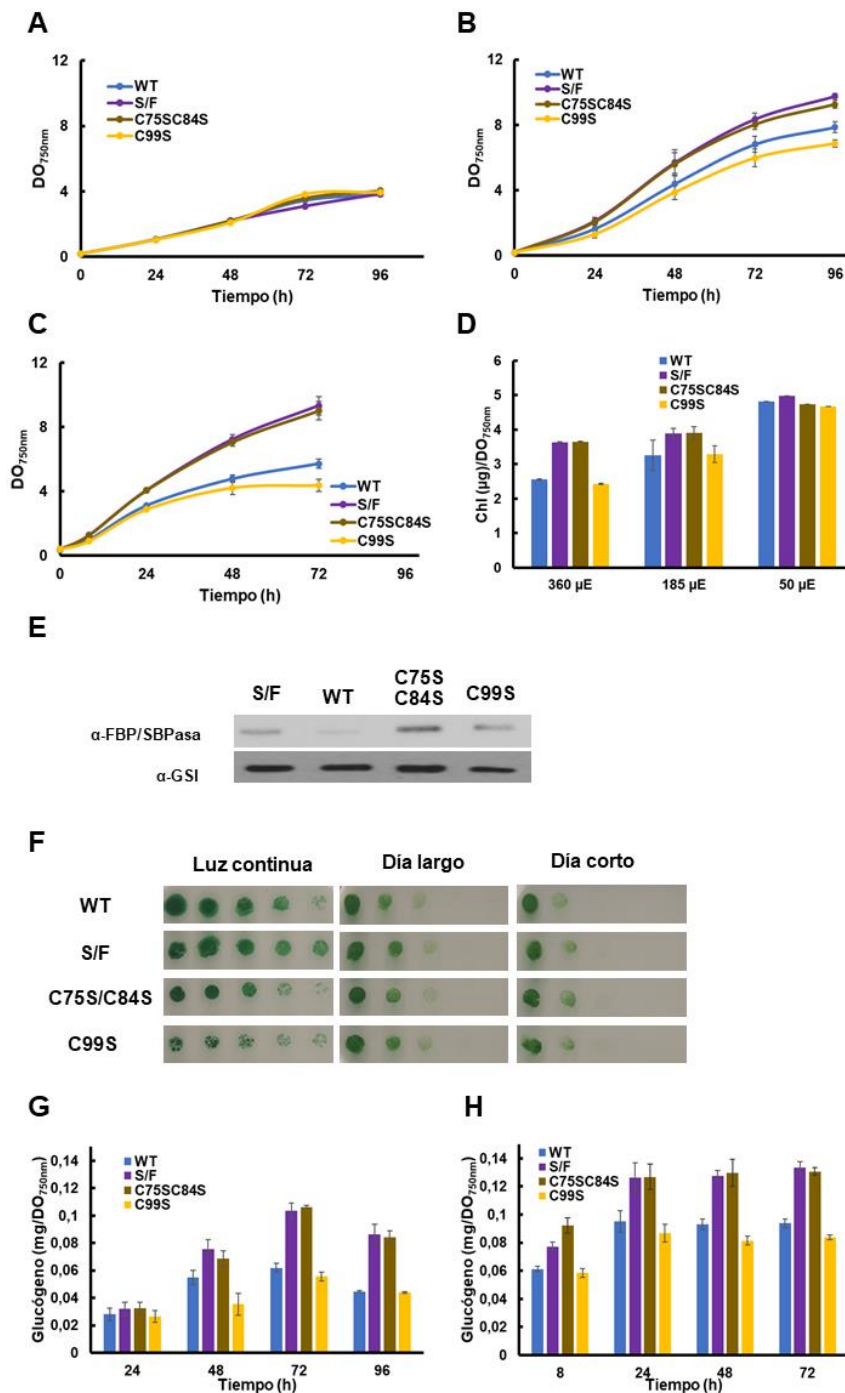 A
12
8
4
0
DO750nm
WT
S/F
C75SC84S
C99S
0 24 48 72 96
Tiempo (h)
B
12
8
4
0
DO750nm
WT
S/F
C75SC84S
C99S
0 24 48 72 96
Tiempo (h)
C
12
8
4
0
DO750nm
WT
S/F
C75SC84S
C99S
0 24 48 72 96
Tiempo (h)
D
6
5
4
3
2
1
0
Chl (µg)/DO750nm
WT
S/F
C75SC84S
C99S
360 µE 185 µE 50 µE
E
S/F WT C75S C99S
C84S
α-FBP/SBPasa
α-GSI
F
Luz continua Día largo Día corto
WT
S/F
C75S/C84S
C99S
G
0,14
0,12
0,1
0,08
0,06
0,04
0,02
0
Glucógeno (mg/DO750nm)
WT
S/F
C75SC84S
C99S
24 48 72 96
Tiempo (h)
H
0,14
0,12
0,1
0,08
0,06
0,04
0,02
0,00
Glucógeno (mg/DO750nm)
WT
S/F
C75SC84S
C99S
8 24 48 72
Tiempo (h)